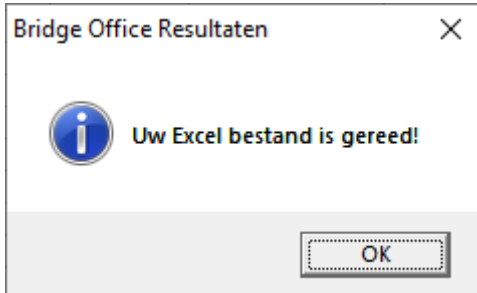 Bridge Office Resultaten
Uw Excel bestand is gereed!
OK